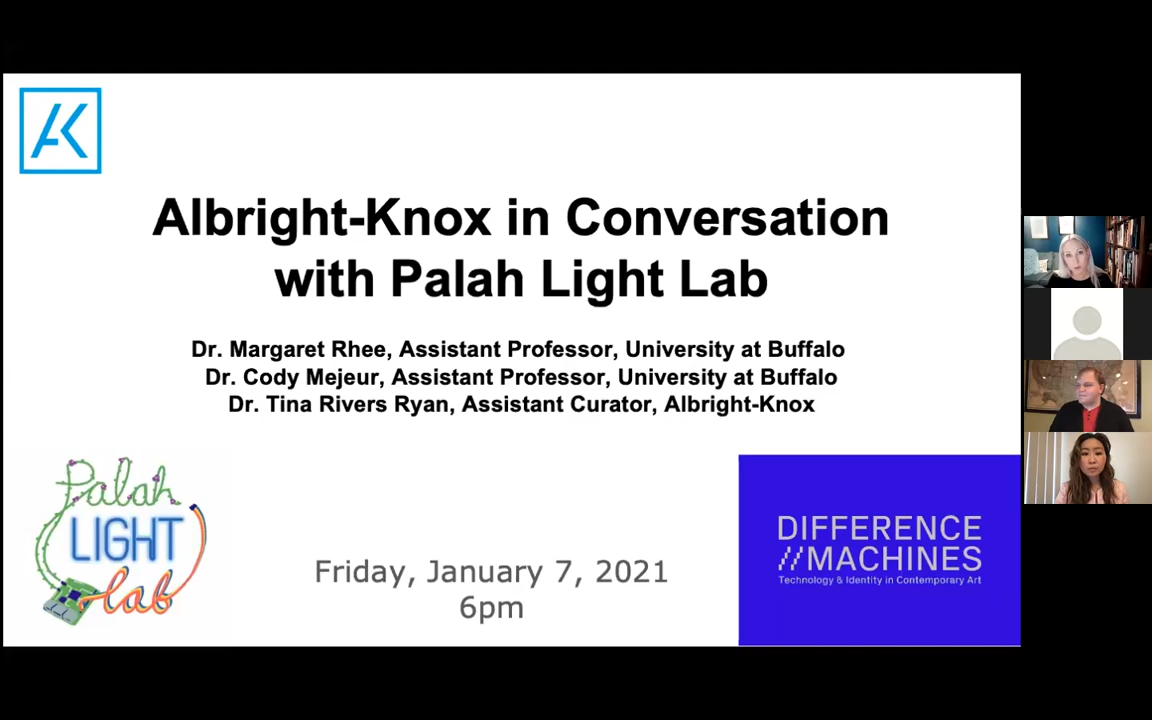 AK
Albright-Knox in Conversation
with Palah Light Lab
Dr. Margaret Rhee, Assistant Professor, University at Buffalo
Dr. Cody Mejeur, Assistant Professor, University at Buffalo
Dr. Tina Rivers Ryan, Assistant Curator, Albright-Knox
Palah
LIGHT
lab
Friday, January 7, 2021
6pm
DIFFERENCE
//MACHINES
Technology & Identity in Contemporary Art